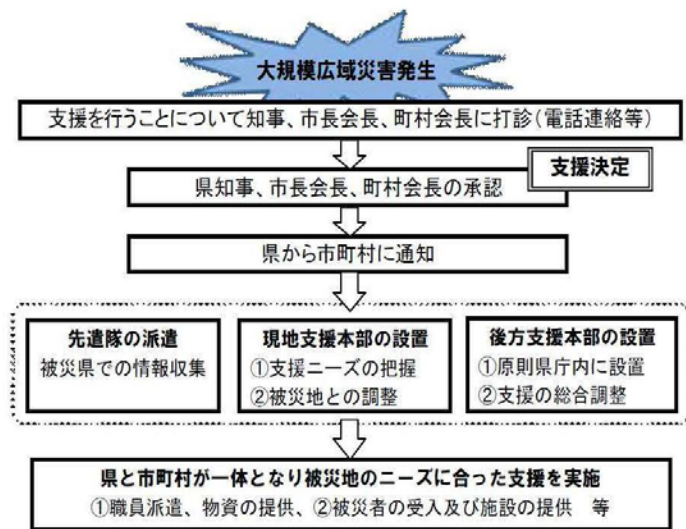 大規模広域災害発生
支援を行うことについて知事、市長会長、町村会長に打診(電話連絡等)
支援決定
県知事、市長会長、町村会長の承認
県から市町村に通知
先遣隊の派遣
被災県での情報収集
現地支援本部の設置
①支援ニーズの把握
②被災地との調整
後方支援本部の設置
①原則県庁内に設置
②支援の総合調整
県と市町村が一体となり被災地のニーズに合った支援を実施
①職員派遣、物資の提供、②被災者の受入及び施設の提供 等